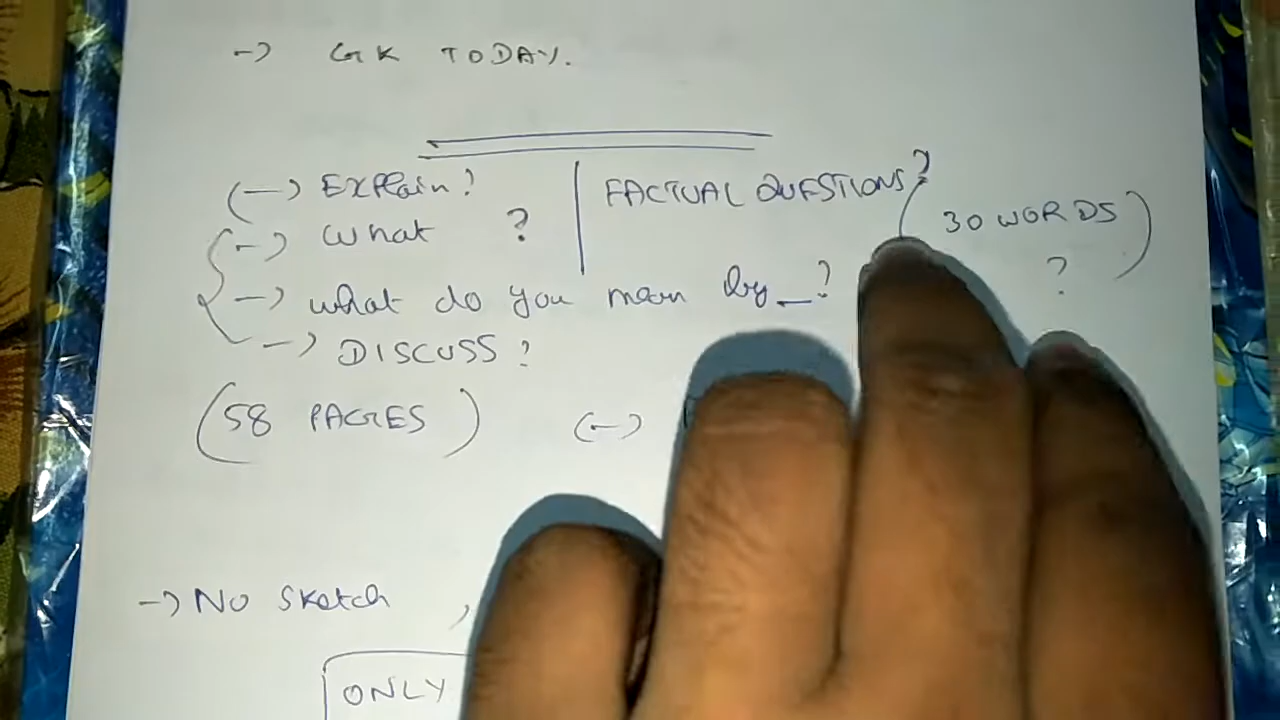 -> GK TODAY.
(-> EXPlain?
FACTUAL QUESTIONS?
(30 WORDS)
?
-> what ?
-> what do you mean by _?
-> DISCUSS?
(58 PAGES) (->
-> NO Sketch ,
ONLY